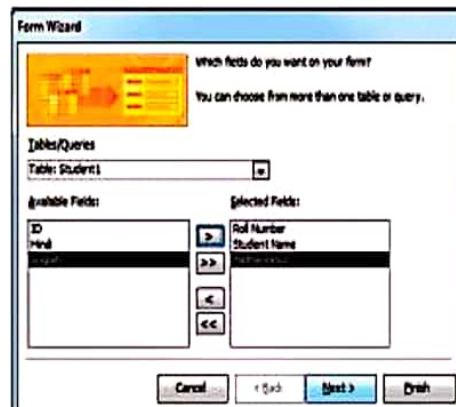 Form Wizard
Which fields do you want on your form?
You can choose from more than one table or query.
Tables/Queries
Table: Student1
Available Fields:
ID
Hindi
English
>
>>
<
<<
Selected Fields:
Roll Number
Student Name
Mathematics
Cancel
< Back
Next >
Finish